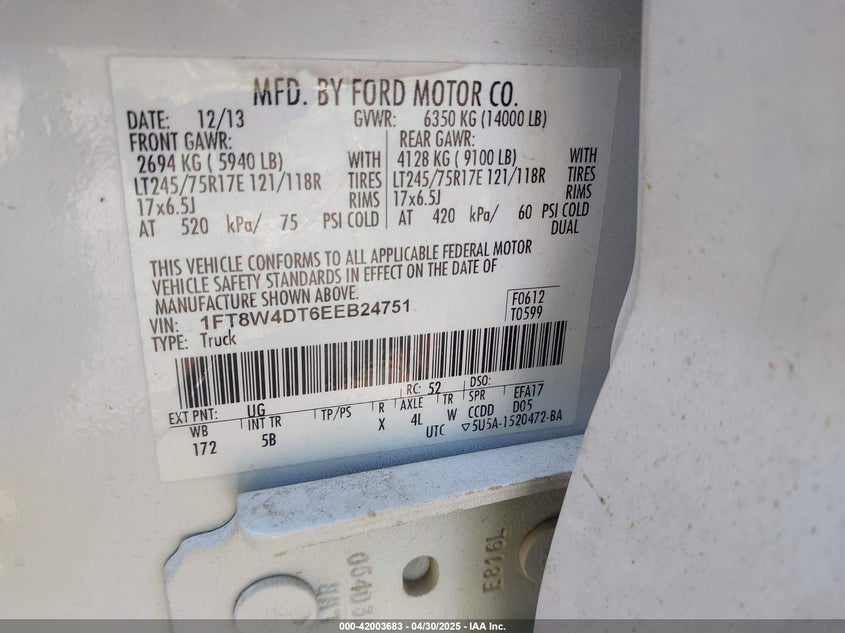 MFD. BY FORD MOTOR CO.
DATE: 12/13 GVWR: 6350 KG (14000 LB)
FRONT GAWR: REAR GAWR:
2694 KG ( 5940 LB) WITH 4128 KG ( 9100 LB) WITH
LT245/75R17E 121/118R TIRES LT245/75R17E 121/118R TIRES
17x6.5J RIMS 17x6.5J RIMS
AT 520 kPa/ 75 PSI COLD AT 420 kPa/ 60 PSI COLD
DUAL
THIS VEHICLE CONFORMS TO ALL APPLICABLE FEDERAL MOTOR
VEHICLE SAFETY STANDARDS IN EFFECT ON THE DATE OF
MANUFACTURE SHOWN ABOVE.
VIN: 1FT8W4DT6EEB24751 F0612
TYPE: Truck T0599
EXT PNT: UG RC: 52 DSO:
WB INT TR TP/PS R AXLE TR SPR EFA17
172 5B X 4L W CCDD D05
UTC ▽5U5A-1520472-BA
E816L
000-42003683 - 04/30/2025 - IAA Inc.